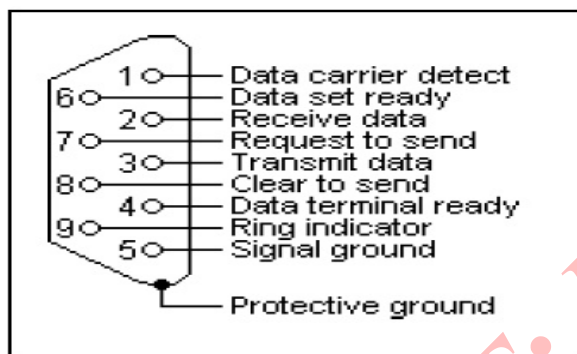 1 Data carrier detect
6 Data set ready
2 Receive data
7 Request to send
3 Transmit data
8 Clear to send
4 Data terminal ready
9 Ring indicator
5 Signal ground
Protective ground